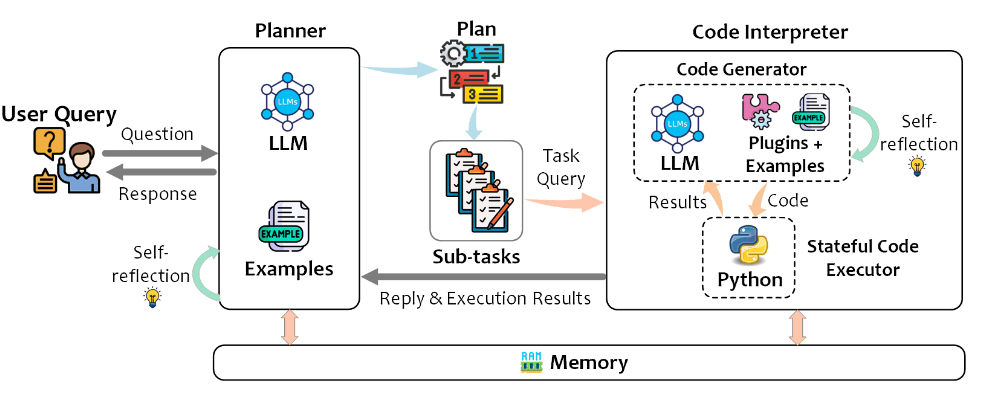 Planner
Plan
Code Interpreter
1
2
3
Code Generator
User Query
LLMs
LLM
LLMs
LLM
EXAMPLE
Plugins +
Examples
Self-
reflection
Question
Response
Task
Query
Results
Code
EXAMPLE
Examples
Self-
reflection
Sub-tasks
Python
Stateful Code
Executor
Reply & Execution Results
RAM
Memory